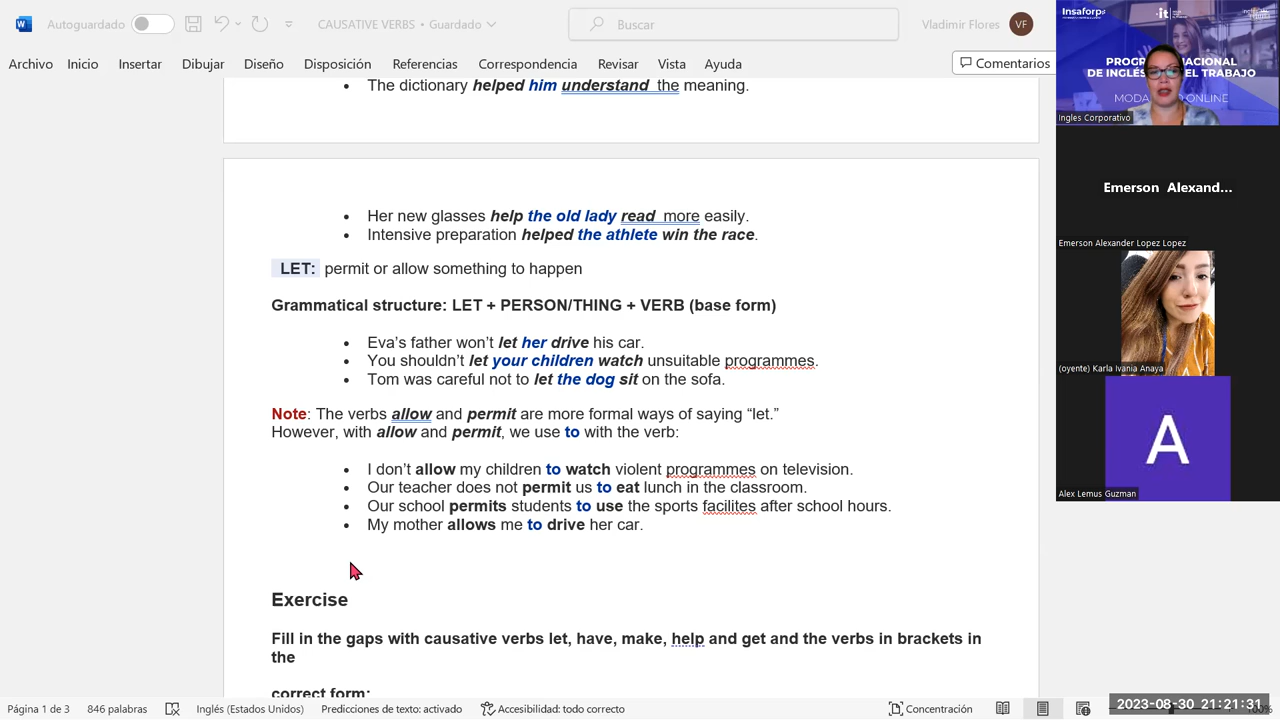 Autoguardado
CAUSATIVE VERBS • Guardado
Buscar
Vladimir Flores
VF
Archivo Inicio Insertar Dibujar Diseño Disposición Referencias Correspondencia Revisar Vista Ayuda
Comentarios
• The dictionary helped him understand the meaning.
• Her new glasses help the old lady read more easily.
• Intensive preparation helped the athlete win the race.
LET: permit or allow something to happen
Grammatical structure: LET + PERSON/THING + VERB (base form)
• Eva’s father won’t let her drive his car.
• You shouldn’t let your children watch unsuitable programmes.
• Tom was careful not to let the dog sit on the sofa.
Note: The verbs allow and permit are more formal ways of saying “let.”
However, with allow and permit, we use to with the verb:
• I don’t allow my children to watch violent programmes on television.
• Our teacher does not permit us to eat lunch in the classroom.
• Our school permits students to use the sports facilites after school hours.
• My mother allows me to drive her car.
Exercise
Fill in the gaps with causative verbs let, have, make, help and get and the verbs in brackets in
the
correct form:
Página 1 de 3 846 palabras Inglés (Estados Unidos) Predicciones de texto: activado Accesibilidad: todo correcto Concentración
2023-08-30 21:21:31
Insaforp
DE INGLÉS EL TRABAJO
ONLINE
Ingles Corporativo
Emerson Alexand...
Emerson Alexander Lopez Lopez
(oyente) Karla Ivania Anaya
A
Alex Lemus Guzman